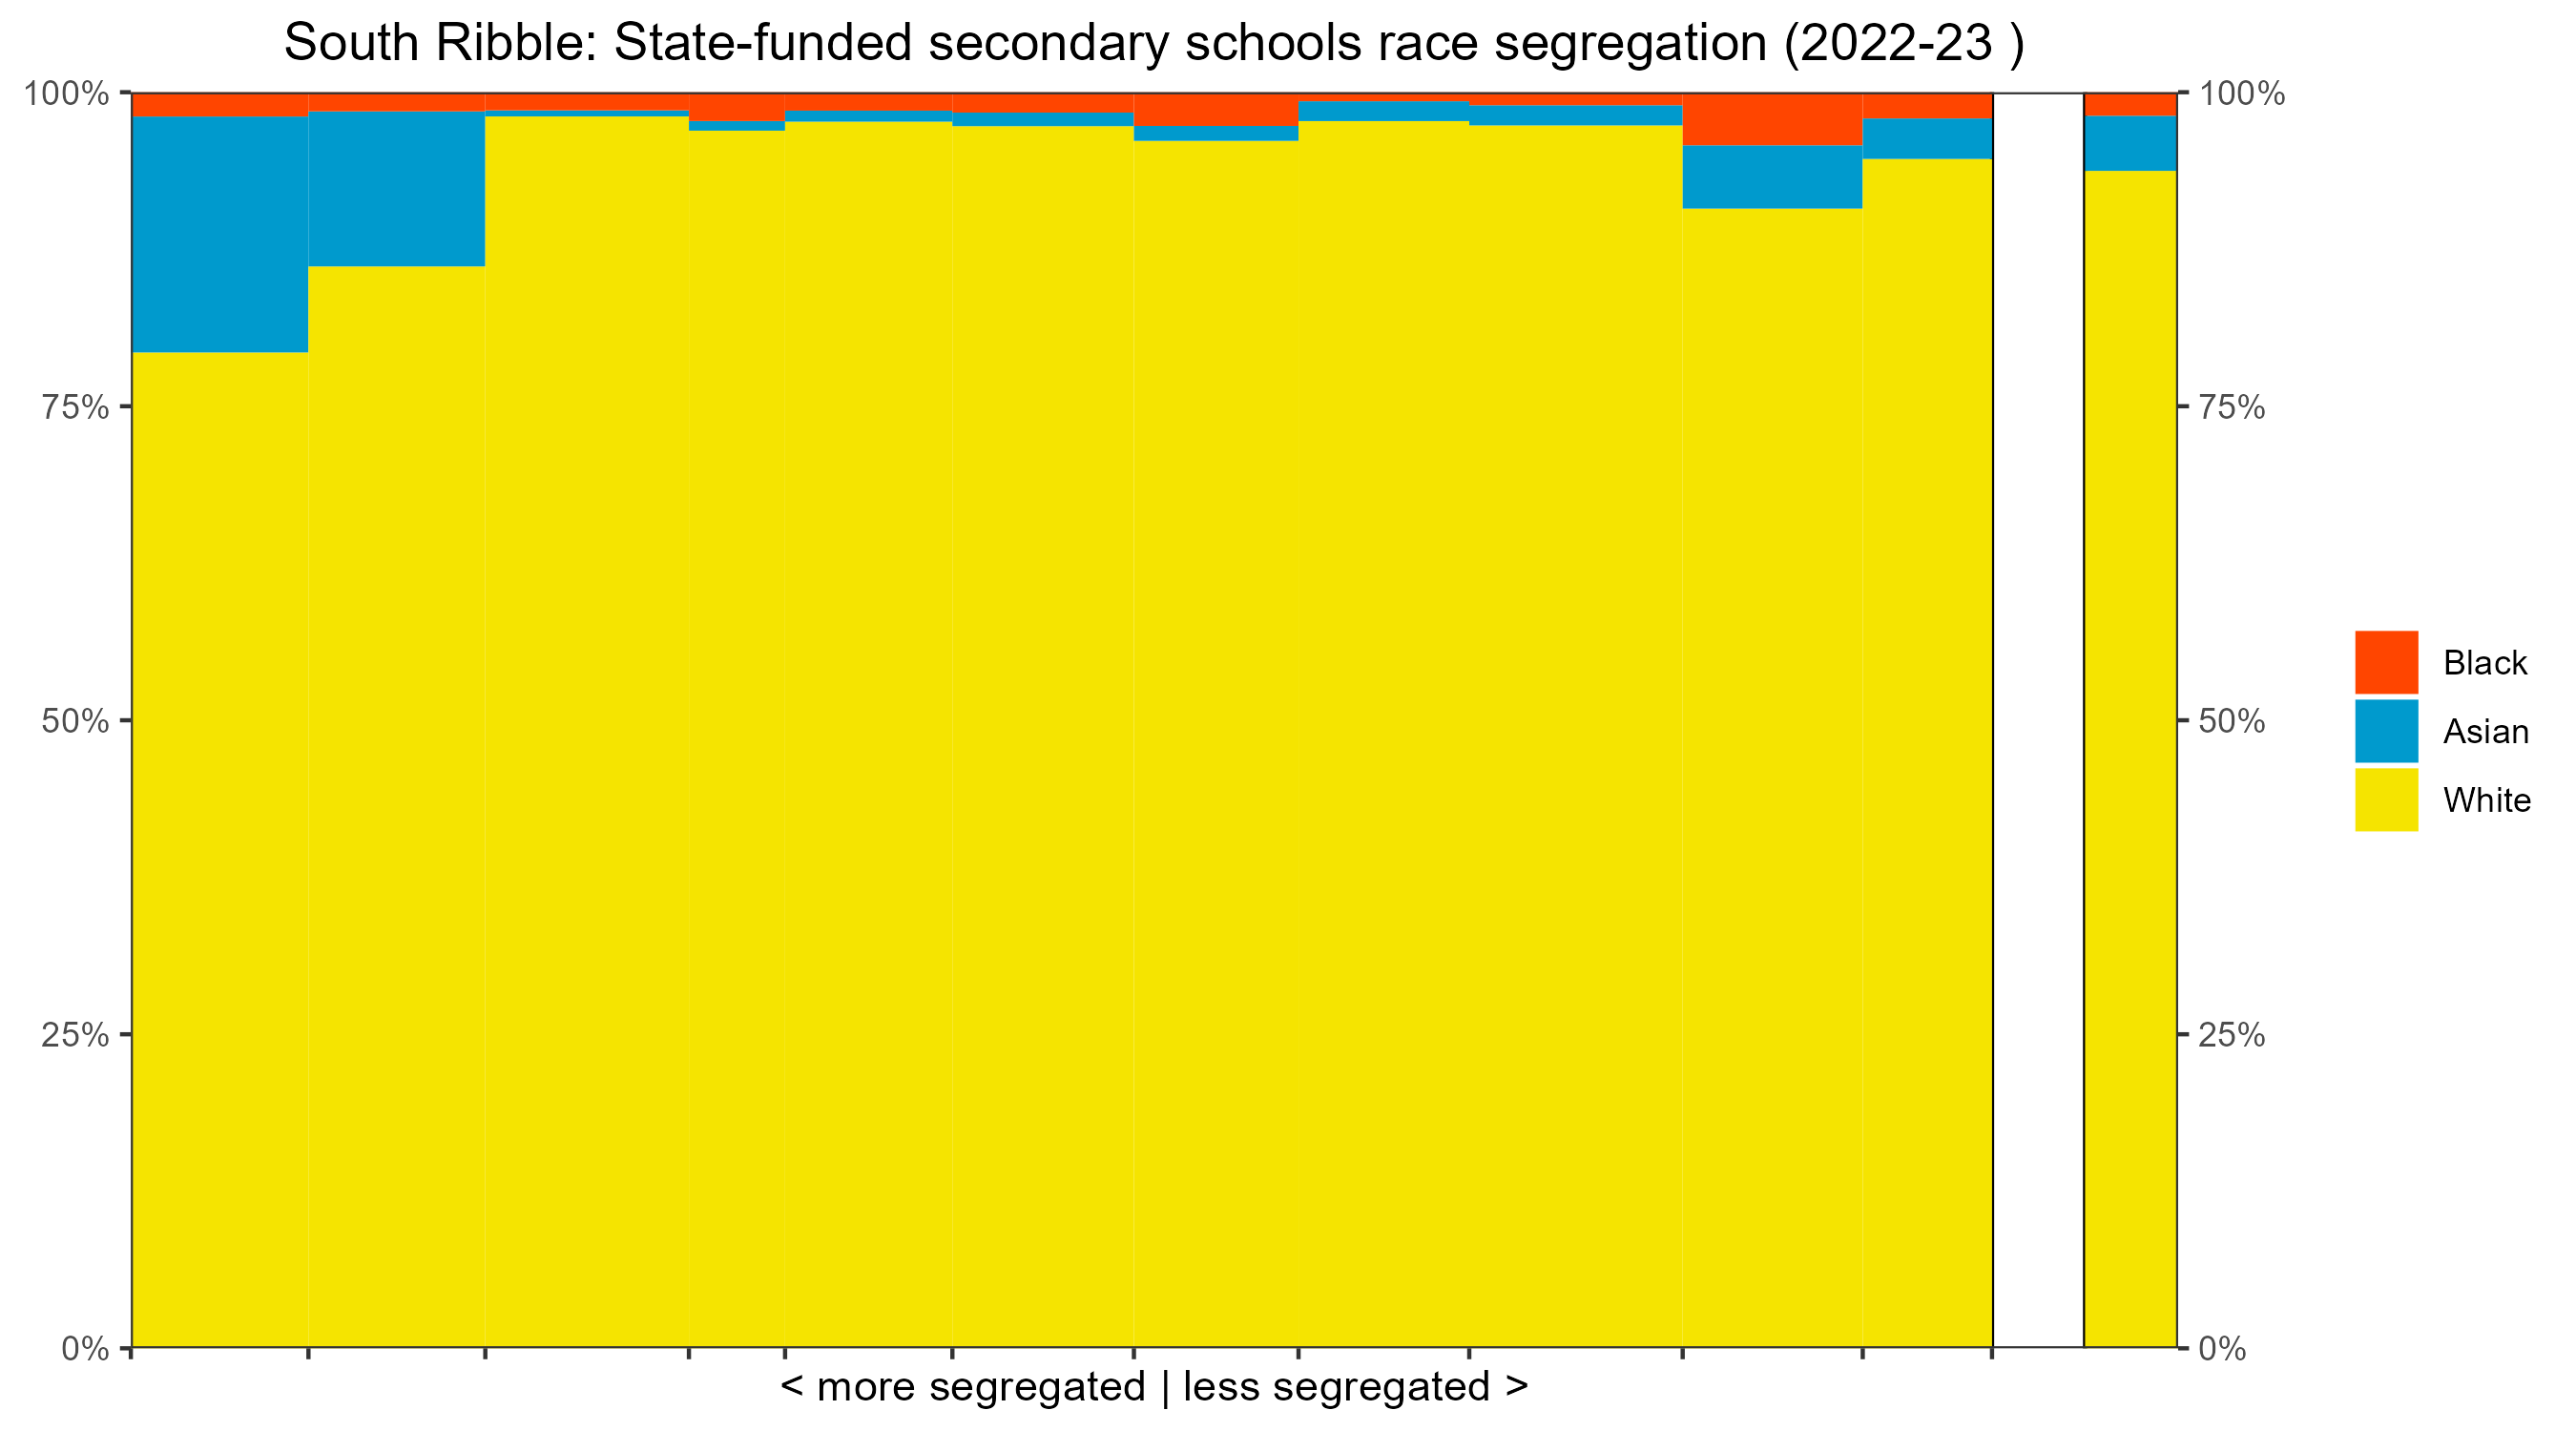 South Ribble: State-funded secondary schools race segregation (2022-23 )
100%
75%
50%
25%
0%
100%
75%
50%
25%
0%
Black
Asian
White
< more segregated | less segregated >